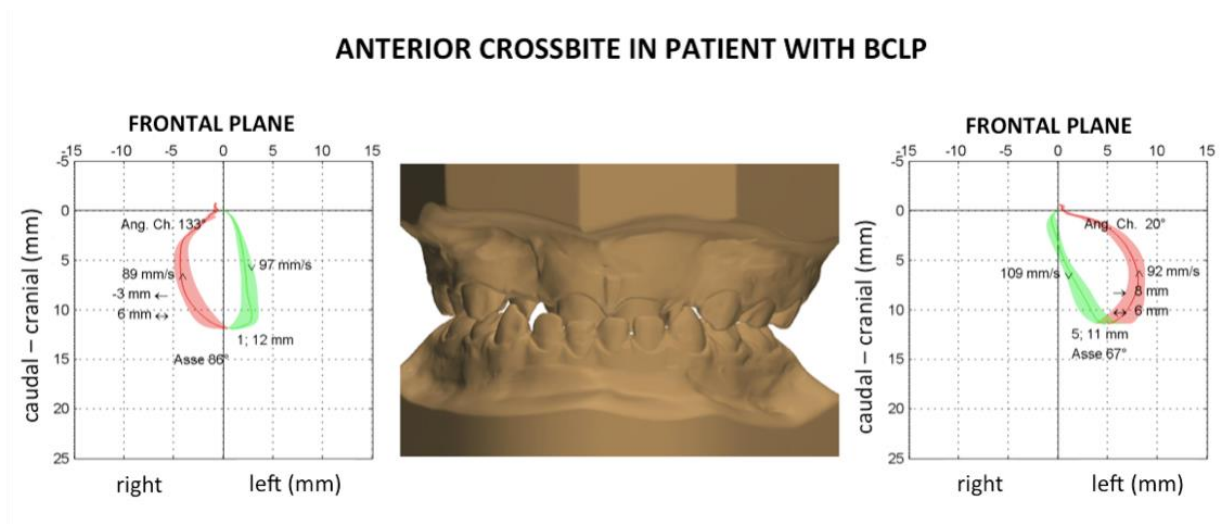 ANTERIOR CROSSBITE IN PATIENT WITH BCLP
FRONTAL PLANE
-15 -10 -5 0 5 10 15
-5
0
5
10
15
20
25
caudal – cranial (mm)
Ang. Ch. 133°
97 mm/s
89 mm/s
-3 mm ←
6 mm ↔
1; 12 mm
Asse 86°
right left (mm)
FRONTAL PLANE
-15 -10 -5 0 5 10 15
-5
0
5
10
15
20
25
caudal – cranial (mm)
Ang. Ch. 20°
109 mm/s
92 mm/s
→ 8 mm
↔ 6 mm
5; 11 mm
Asse 67°
right left (mm)